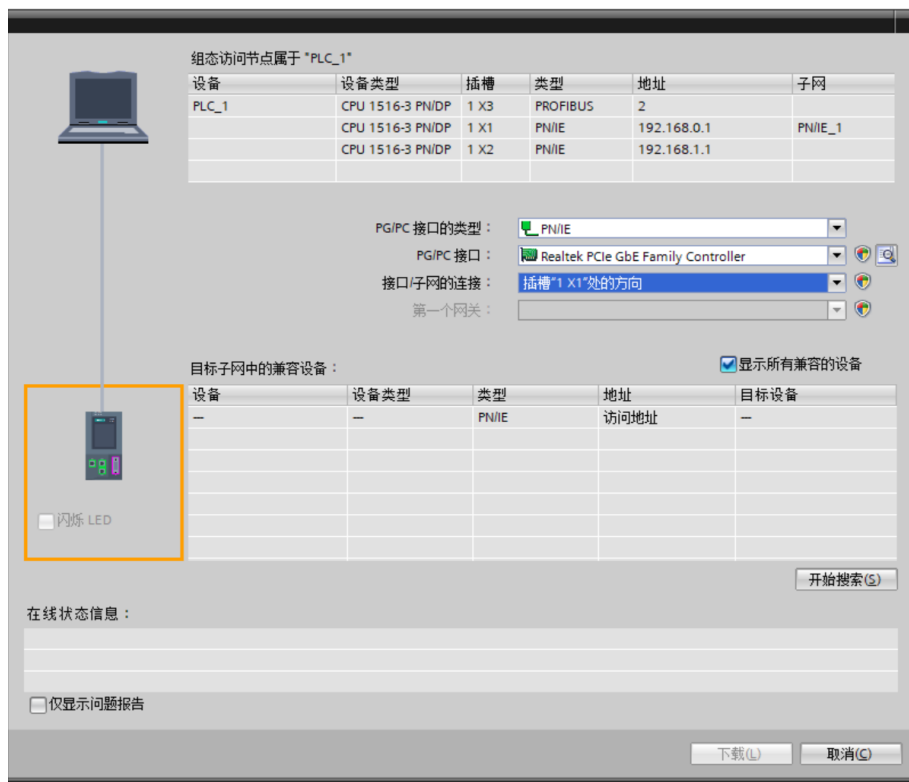 组态访问节点属于 "PLC_1"
设备 设备类型 插槽 类型 地址 子网
PLC_1 CPU 1516-3 PN/DP 1 X3 PROFIBUS 2
CPU 1516-3 PN/DP 1 X1 PN/IE 192.168.0.1 PN/IE_1
CPU 1516-3 PN/DP 1 X2 PN/IE 192.168.1.1
PG/PC 接口的类型： PN/IE
PG/PC 接口： Realtek PCIe GbE Family Controller
接口/子网的连接： 插槽"1 X1"处的方向
第一个网关：
目标子网中的兼容设备： 显示所有兼容的设备
设备 设备类型 类型 地址 目标设备
— — PN/IE 访问地址 —
闪烁 LED
开始搜索(S)
在线状态信息：
仅显示问题报告
下载(L) 取消(C)